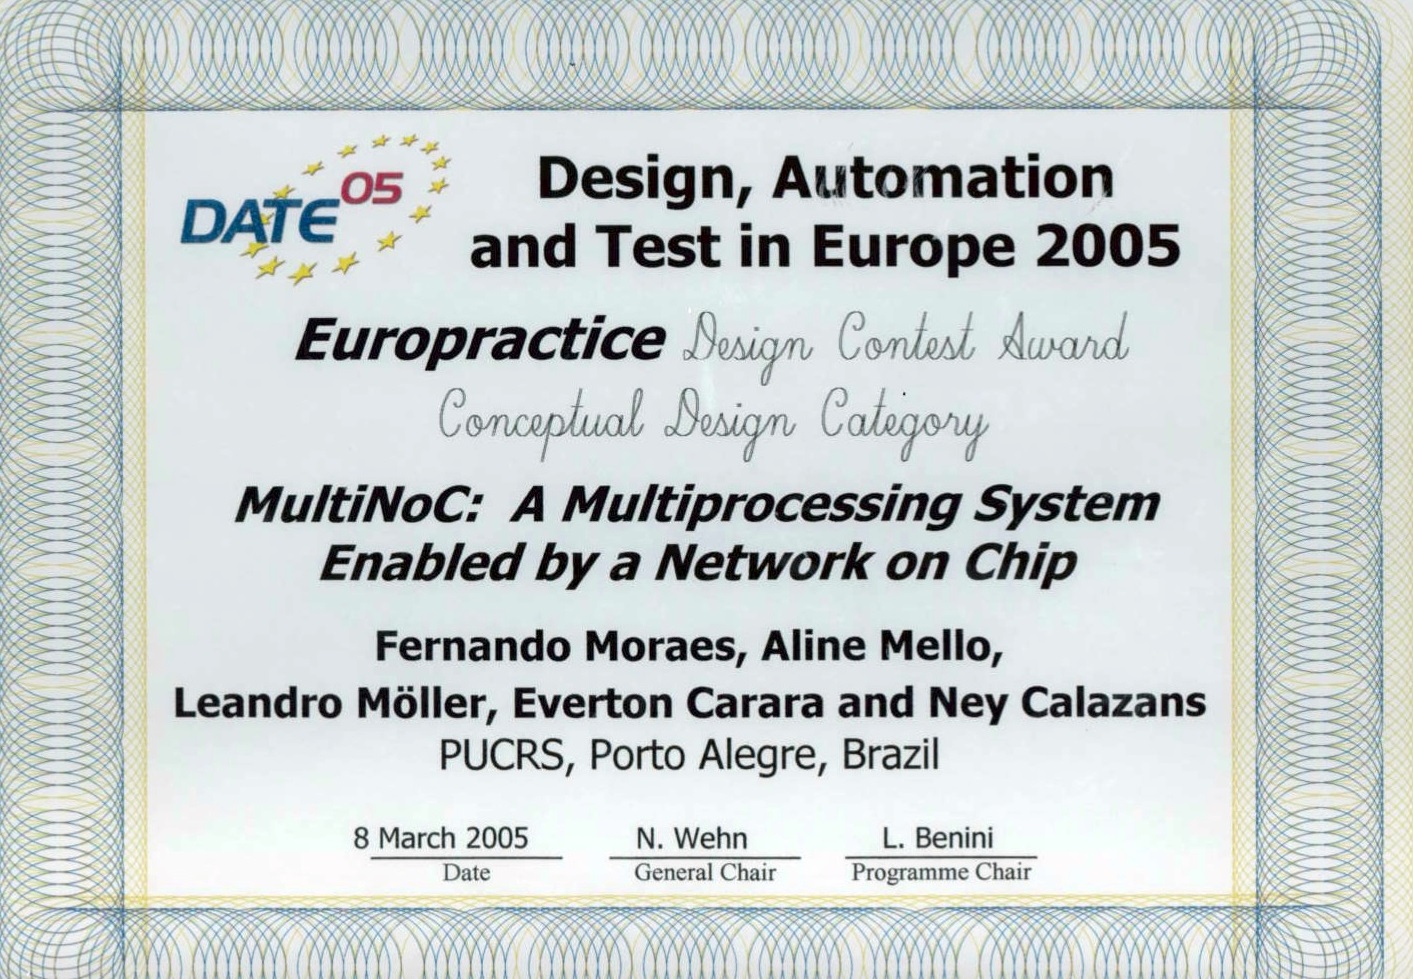 DATE 05
Design, Automation
and Test in Europe 2005
Europractice Design Contest Award
Conceptual Design Category
MultiNoC: A Multiprocessing System
Enabled by a Network on Chip
Fernando Moraes, Aline Mello,
Leandro Möller, Everton Carara and Ney Calazans
PUCRS, Porto Alegre, Brazil
8 March 2005 N. Wehn L. Benini
Date General Chair Programme Chair